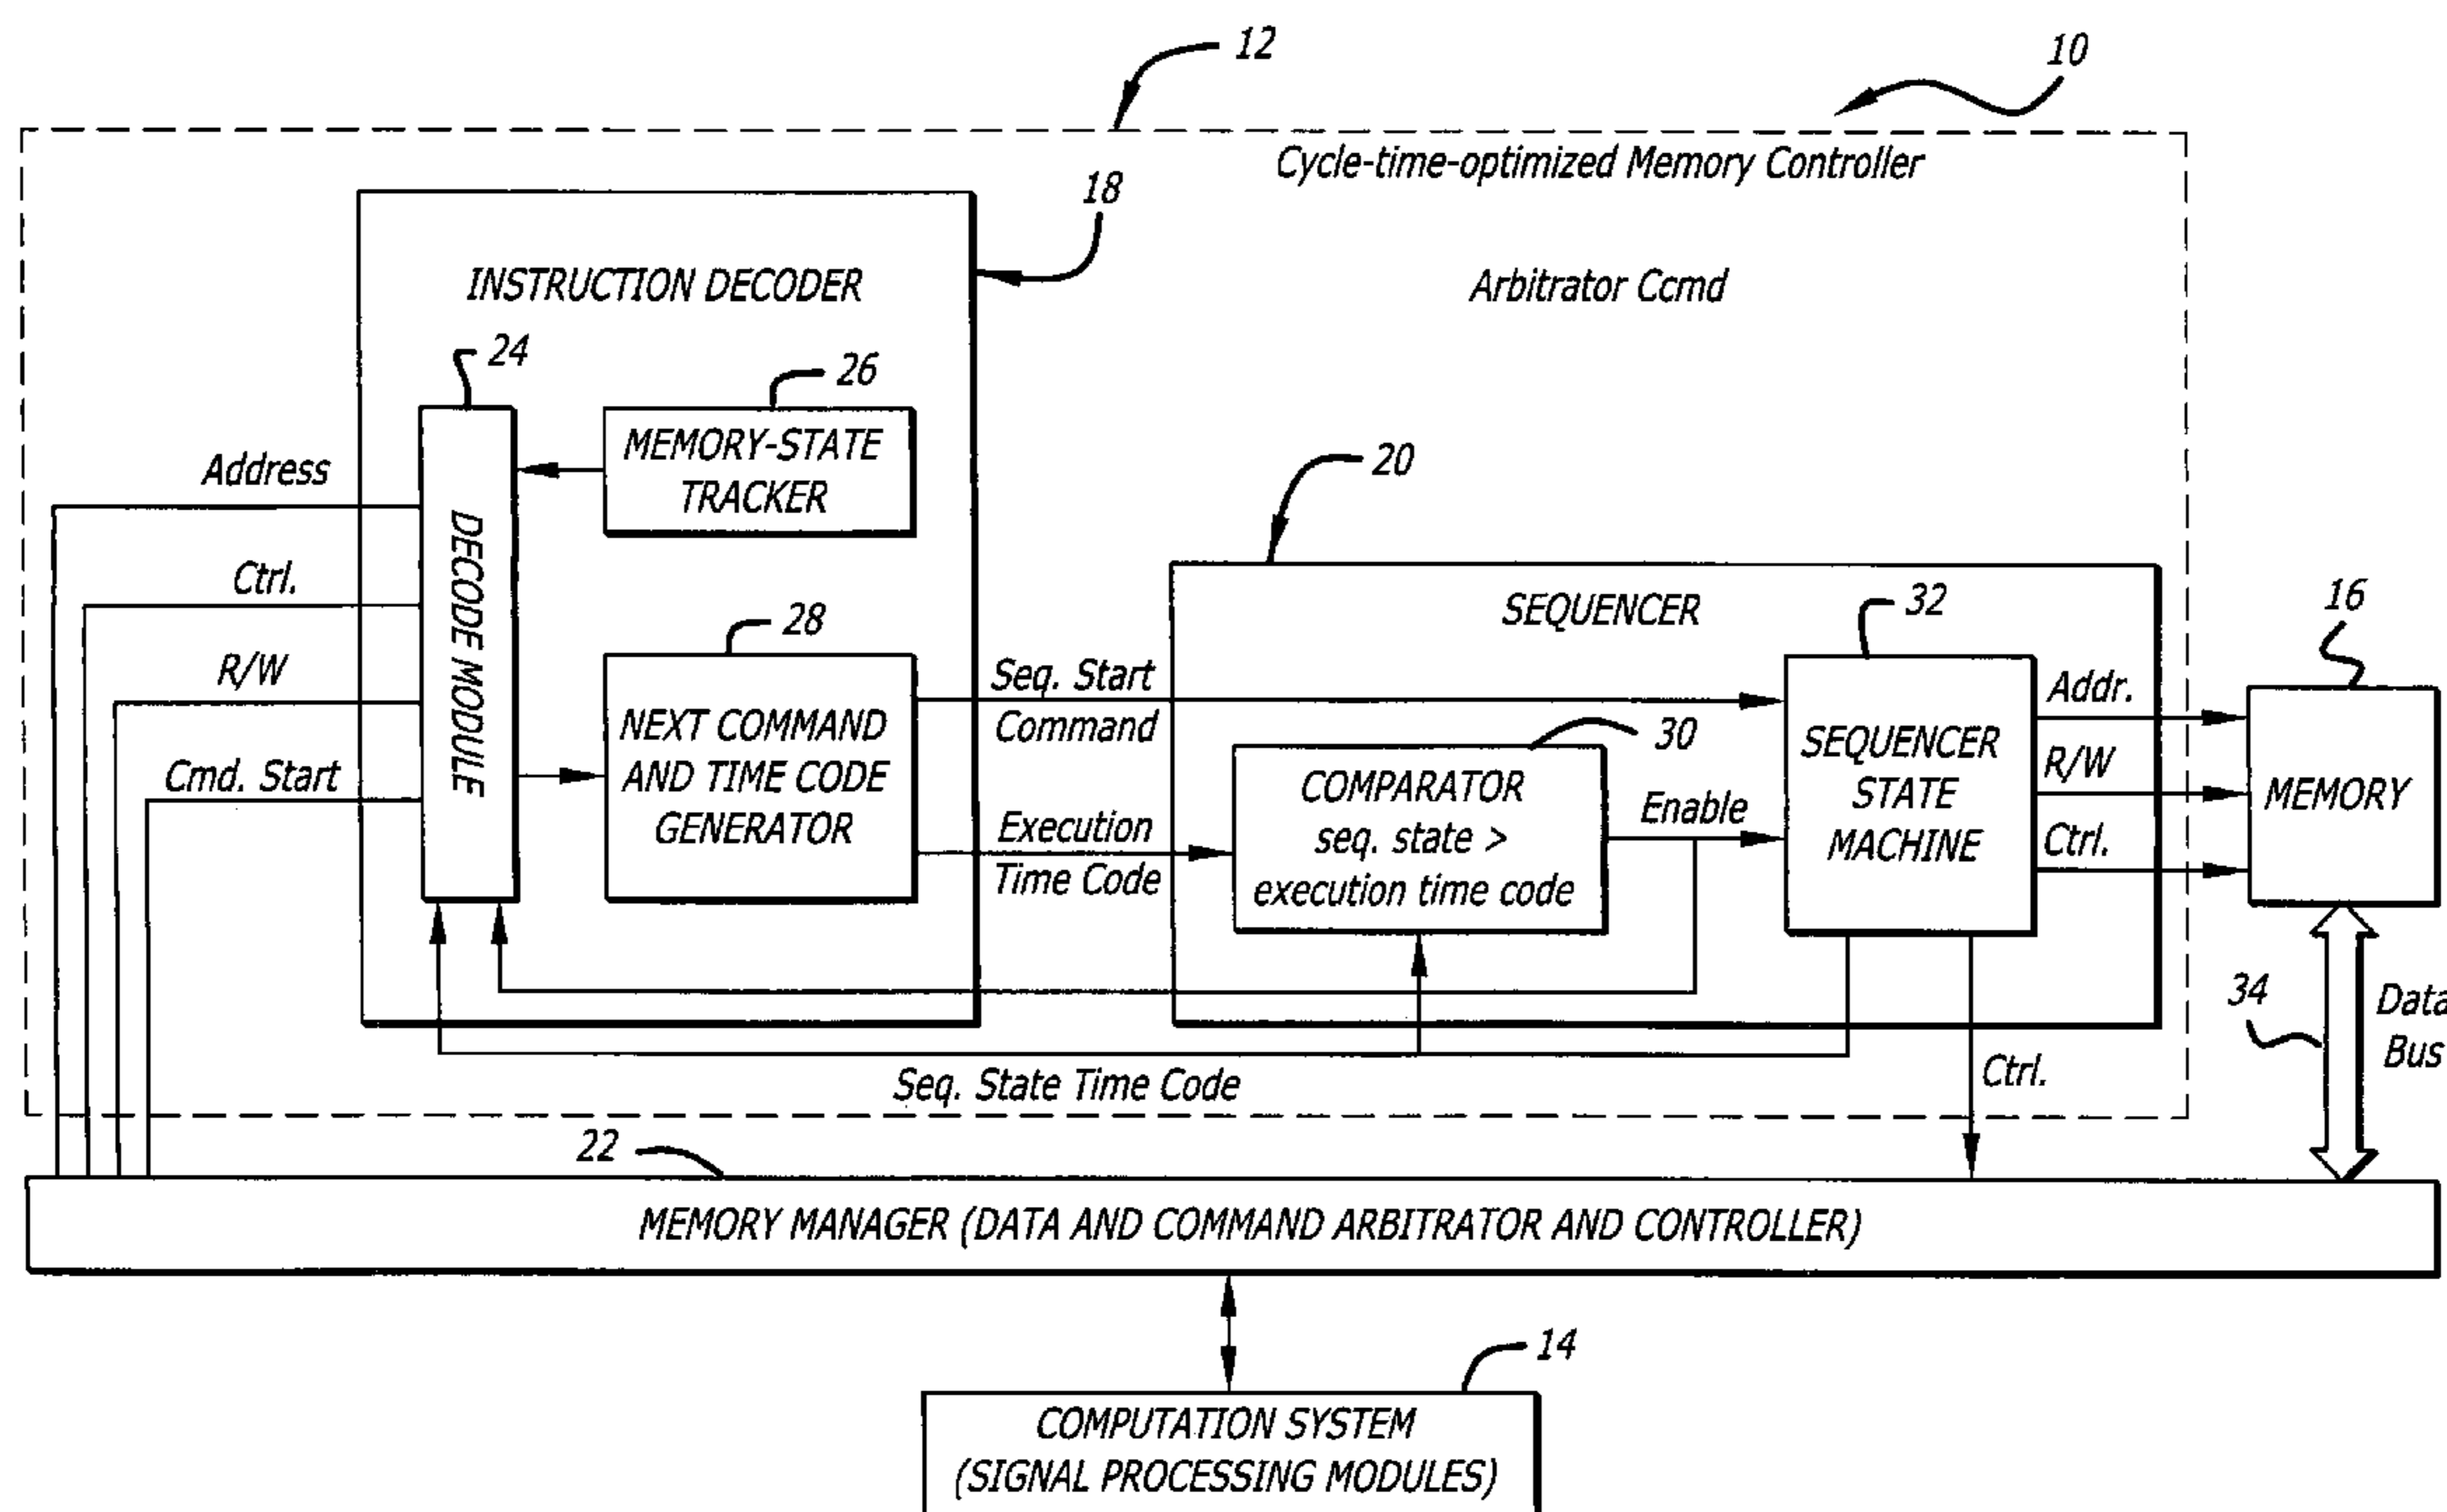 12
10
Cycle-time-optimized Memory Controller
18
INSTRUCTION DECODER
Arbitrator Ccmd
24
26
MEMORY-STATE
TRACKER
Address
DECODE MODULE
20
Ctrl.
28
SEQUENCER
32
16
R/W
Seq. Start
Command
NEXT COMMAND
AND TIME CODE
GENERATOR
30
Addr.
SEQUENCER
STATE
MACHINE
R/W
MEMORY
Cmd. Start
COMPARATOR
seq. state >
execution time code
Enable
Execution
Time Code
Ctrl.
34
Data
Bus
Seq. State Time Code
Ctrl.
22
MEMORY MANAGER (DATA AND COMMAND ARBITRATOR AND CONTROLLER)
14
COMPUTATION SYSTEM
(SIGNAL PROCESSING MODULES)